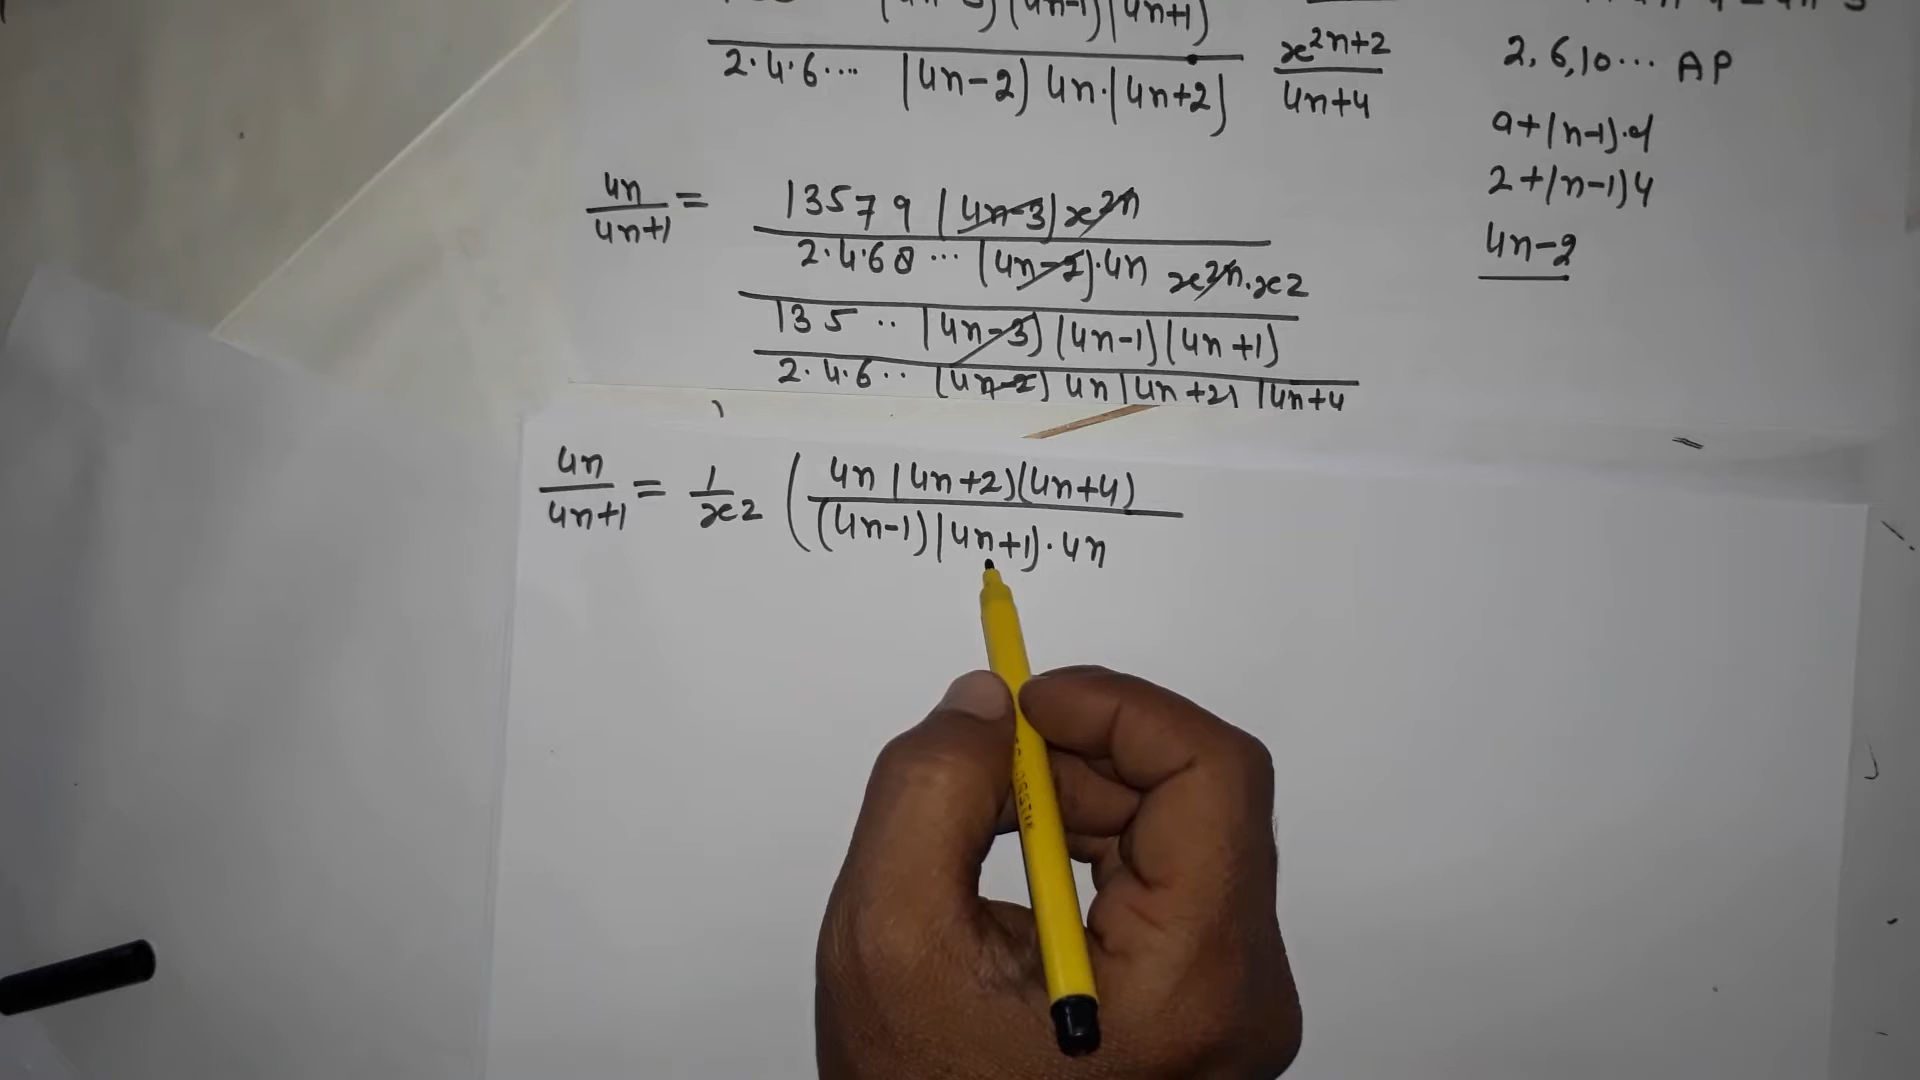 (4n-1)(4n+1)
2.4.6.... (4n-2) 4n.(4n+2)
x^2n+2
4n+4
2,6,10... AP
a+(n-1).d
2+(n-1)4
4n-2
un
un+1 =
1 3 5 7 9 (4n-3) x^2n
2.4.6 8 ... (4n-2).4n x^2n.x2
1 3 5 .. (4n-3) (4n-1) (4n+1)
2.4.6.. (4n-2) 4n (4n+2) (4n+4
un
un+1 = 1
x2 ( 4n (4n+2)(4n+4)
(4n-1)(4n+1).4n